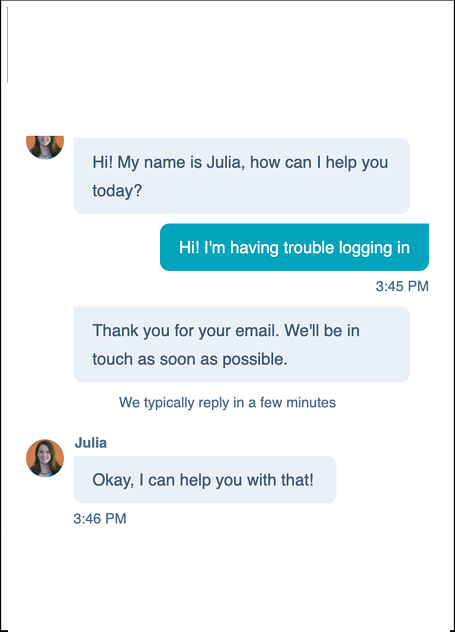 Hi! My name is Julia, how can I help you
today?
Hi! I'm having trouble logging in
3:45 PM
Thank you for your email. We'll be in
touch as soon as possible.
We typically reply in a few minutes
Julia
Okay, I can help you with that!
3:46 PM